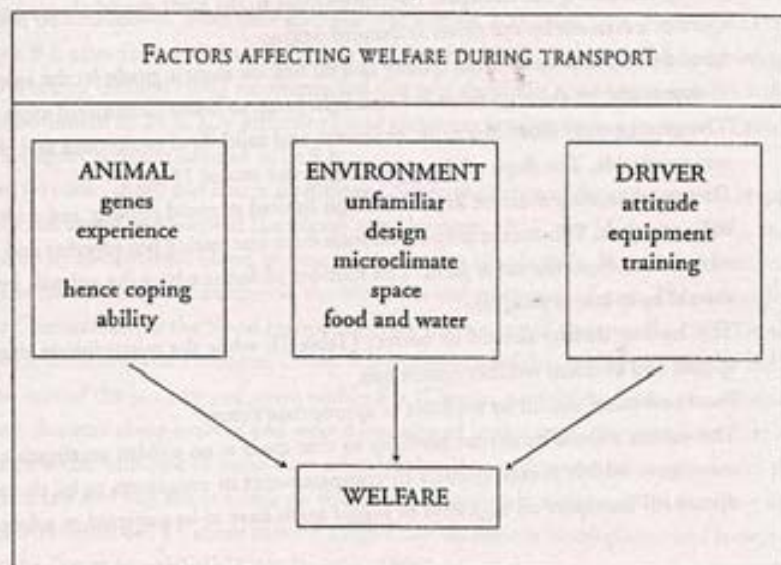 FACTORS AFFECTING WELFARE DURING TRANSPORT
ANIMAL
genes
experience
hence coping
ability
ENVIRONMENT
unfamiliar
design
microclimate
space
food and water
DRIVER
attitude
equipment
training
WELFARE